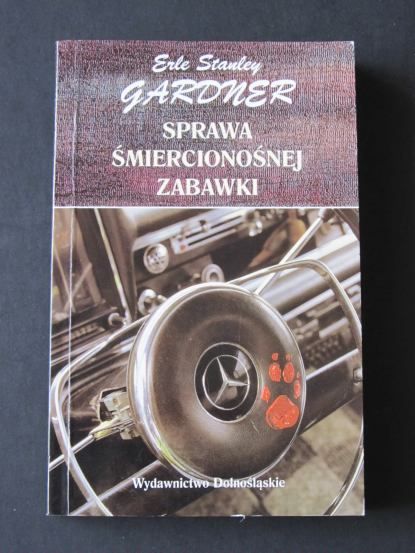 Erle Stanley
GARDNER
SPRAWA
ŚMIERCIONOŚNEJ
ZABAWKI
Wydawnictwo Dolnośląskie